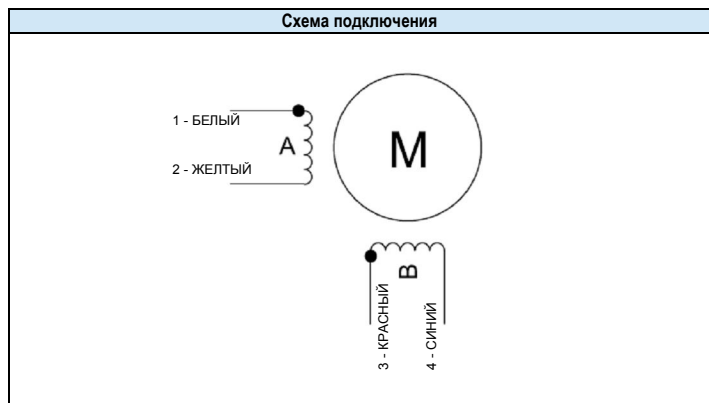 Схема подключения
1 - БЕЛЫЙ
A
2 - ЖЕЛТЫЙ
M
B
3 - КРАСНЫЙ
4 - СИНИЙ